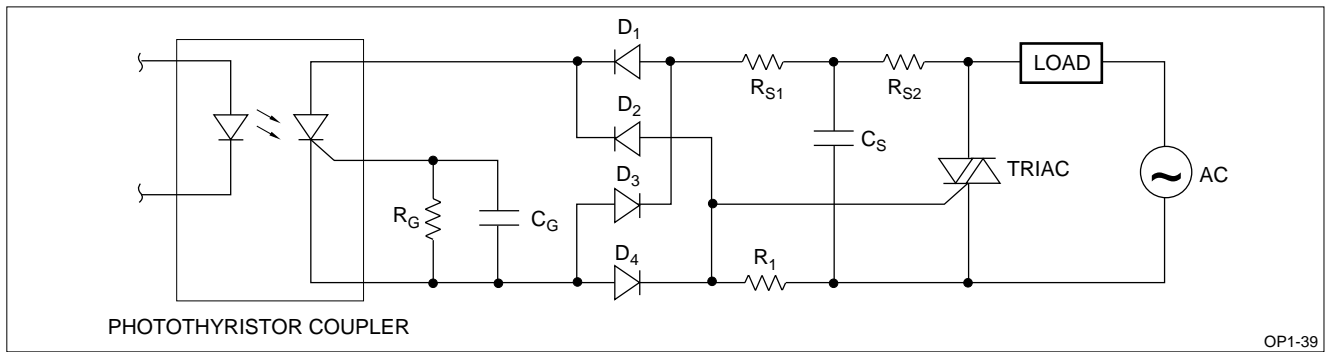 D1
LOAD
RS1
RS2
D2
CS
TRIAC
~
AC
D3
RG
CG
D4
R1
PHOTOTHYRISTOR COUPLER
OP1-39